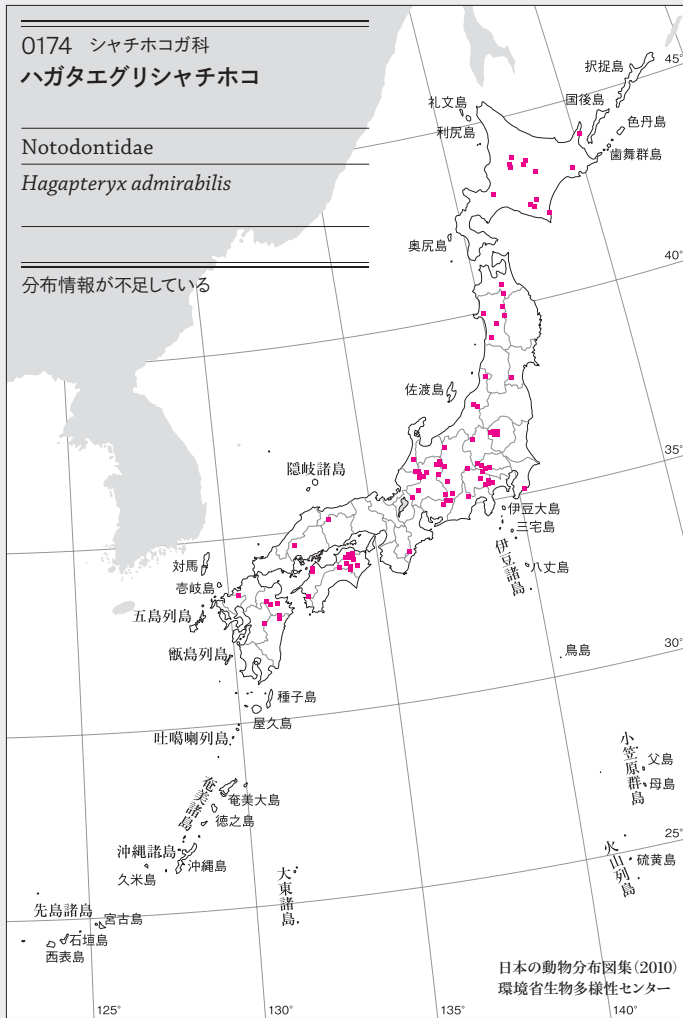 0174 シャチホコガ科
ハガタエグリシャチホコ
Notodontidae
Hagapteryx admirabilis
分布情報が不足している
択捉島
45°
国後島
礼文島
色丹島
利尻島
歯舞群島
奥尻島
40°
佐渡島
35°
隠岐諸島
伊豆大島
三宅島
伊豆諸島
八丈島
対馬
壱岐島
五島列島
甑島列島
鳥島
30°
種子島
屋久島
吐噶喇列島
小笠原群島
父島
母島
奄美諸島
奄美大島
徳之島
25°
沖縄諸島
沖縄島
久米島
火山列島
硫黄島
大東諸島
先島諸島
宮古島
石垣島
西表島
日本の動物分布図集(2010)
環境省生物多様性センター
125°
130°
135°
140°